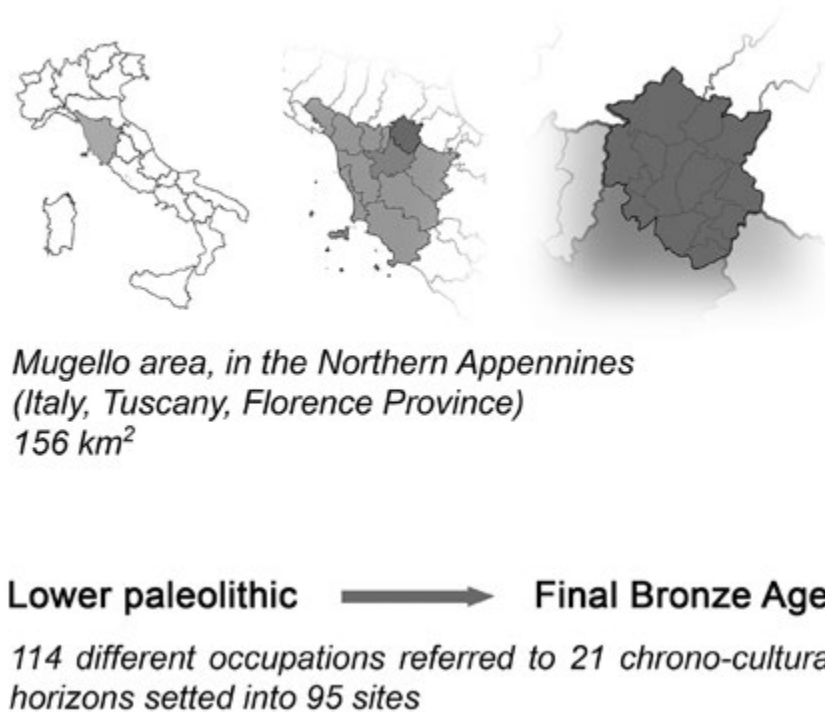 Mugello area, in the Northern Appennines
(Italy, Tuscany, Florence Province)
156 km²
Lower paleolithic Final Bronze Age
114 different occupations referred to 21 chrono-cultura
horizons setted into 95 sites